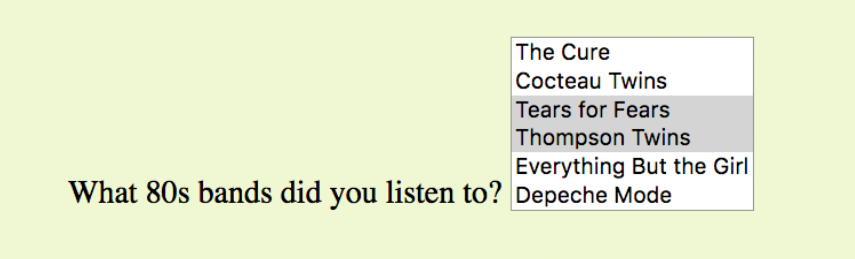 The Cure
Cocteau Twins
Tears for Fears
Thompson Twins
Everything But the Girl
What 80s bands did you listen to? Depeche Mode